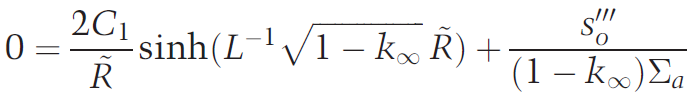 0 = \frac{2C_1}{\tilde{R}} \sinh(L^{-1}\sqrt{1 - k_\infty}\,\tilde{R}) + \frac{s_o'''}{(1 - k_\infty)\Sigma_a}